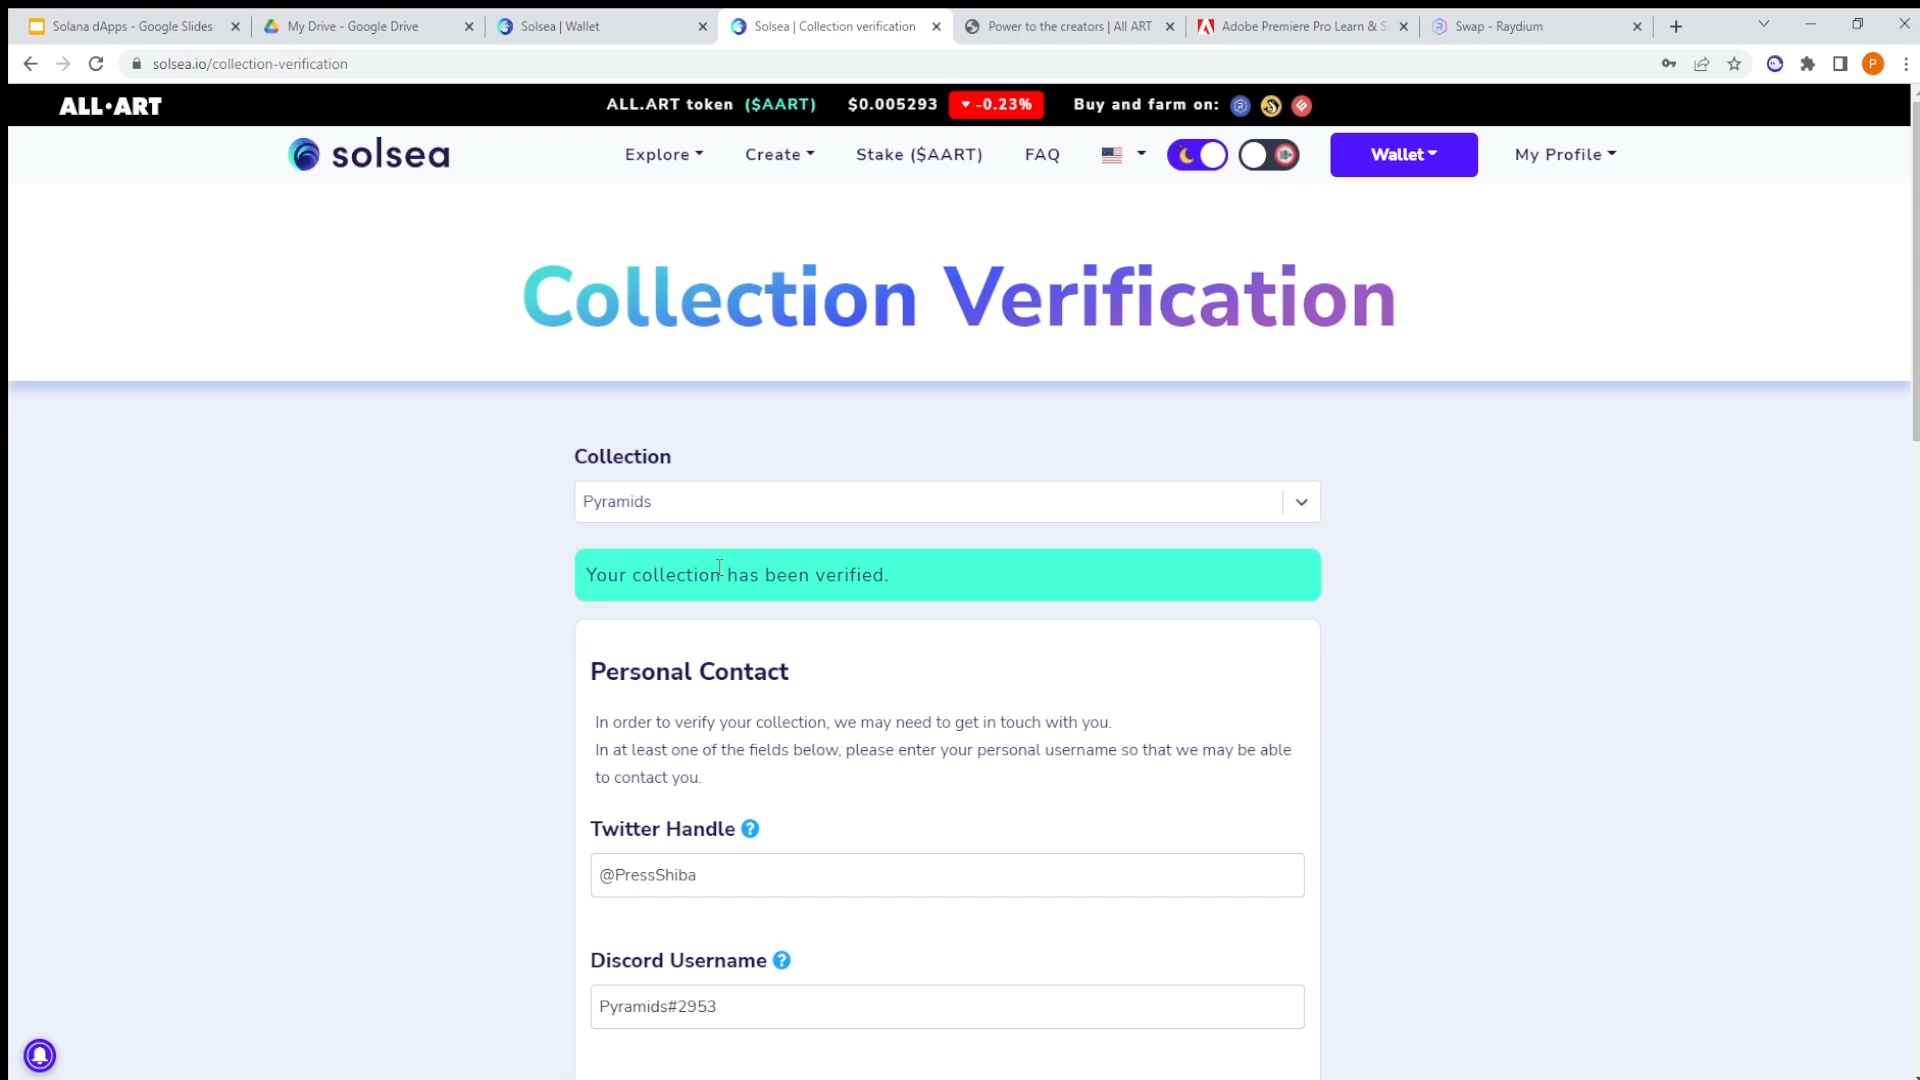 Solana dApps - Google Slides
My Drive - Google Drive
Solsea | Wallet
Solsea | Collection verification
Power to the creators | All ART
Adobe Premiere Pro Learn & S
Swap - Raydium
solsea.io/collection-verification
P
ALL•ART
ALL.ART token ($AART) $0.005293 -0.23% Buy and farm on:
solsea
Explore
Create
Stake ($AART)
FAQ
Wallet
My Profile
Collection Verification
Collection
Pyramids
Your collection has been verified.
Personal Contact
In order to verify your collection, we may need to get in touch with you.
In at least one of the fields below, please enter your personal username so that we may be able
to contact you.
Twitter Handle ?
@PressShiba
Discord Username ?
Pyramids#2953